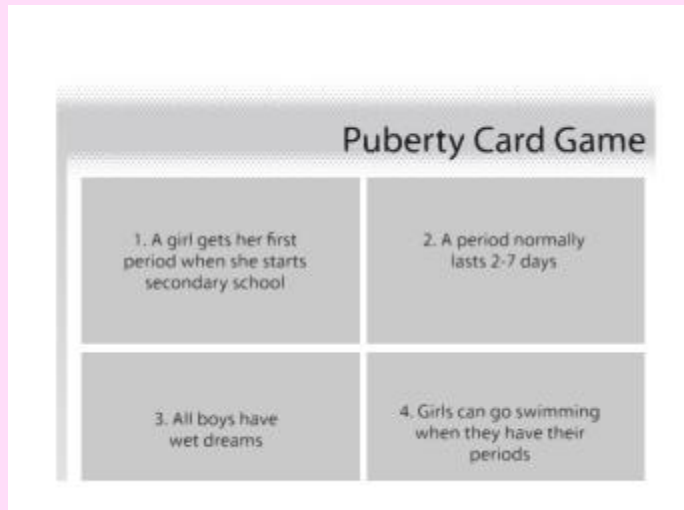 Puberty Card Game
1. A girl gets her first
period when she starts
secondary school
2. A period normally
lasts 2-7 days
3. All boys have
wet dreams
4. Girls can go swimming
when they have their
periods